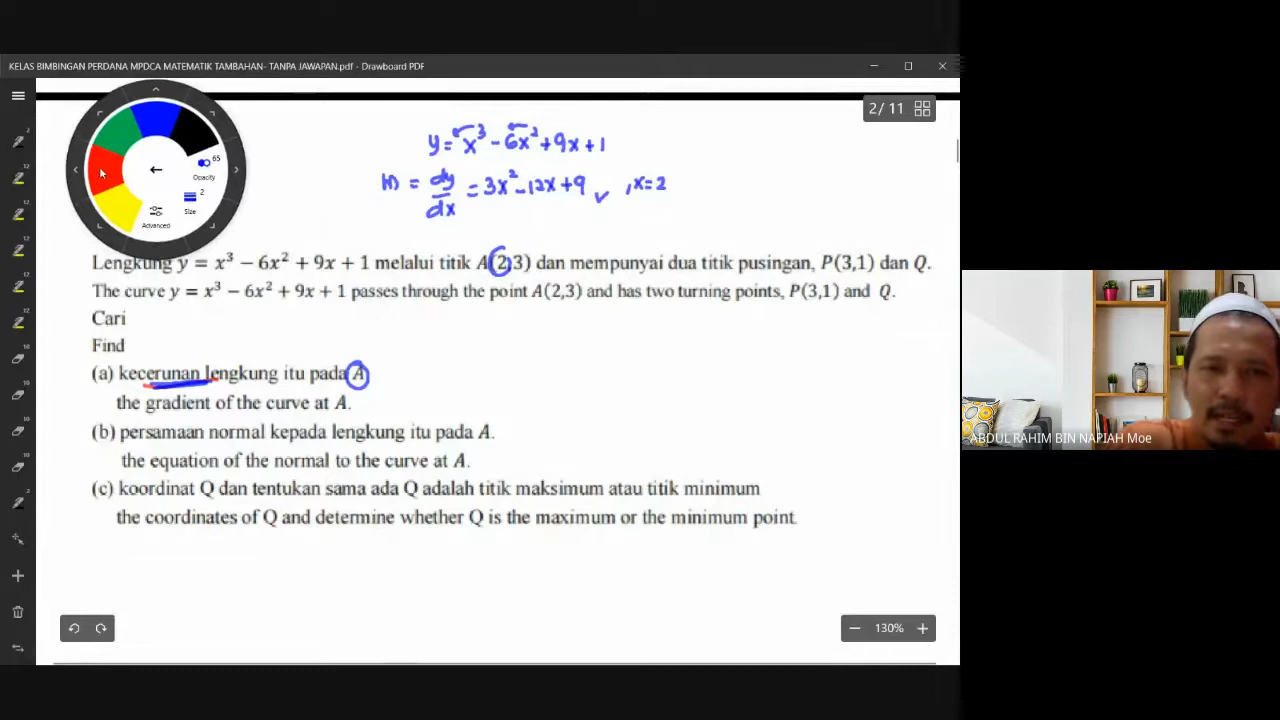 KELAS BIMBINGAN PERDANA MPDCA MATEMATIK TAMBAHAN- TANPA JAWAPAN.pdf - Drawboard PDF
2 / 11
65
Opacity
2
Size
Advanced
y = x³ - 6x² + 9x + 1
= dy/dx = 3x² - 12x + 9 ✓ , x = 2
Lengkung y = x³ − 6x² + 9x + 1 melalui titik A(2,3) dan mempunyai dua titik pusingan, P(3,1) dan Q.
The curve y = x³ − 6x² + 9x + 1 passes through the point A(2,3) and has two turning points, P(3,1) and Q.
Cari
Find
(a) kecerunan lengkung itu pada A
the gradient of the curve at A.
(b) persamaan normal kepada lengkung itu pada A.
the equation of the normal to the curve at A.
(c) koordinat Q dan tentukan sama ada Q adalah titik maksimum atau titik minimum
the coordinates of Q and determine whether Q is the maximum or the minimum point.
130%
ABDUL RAHIM BIN NAPIAH Moe